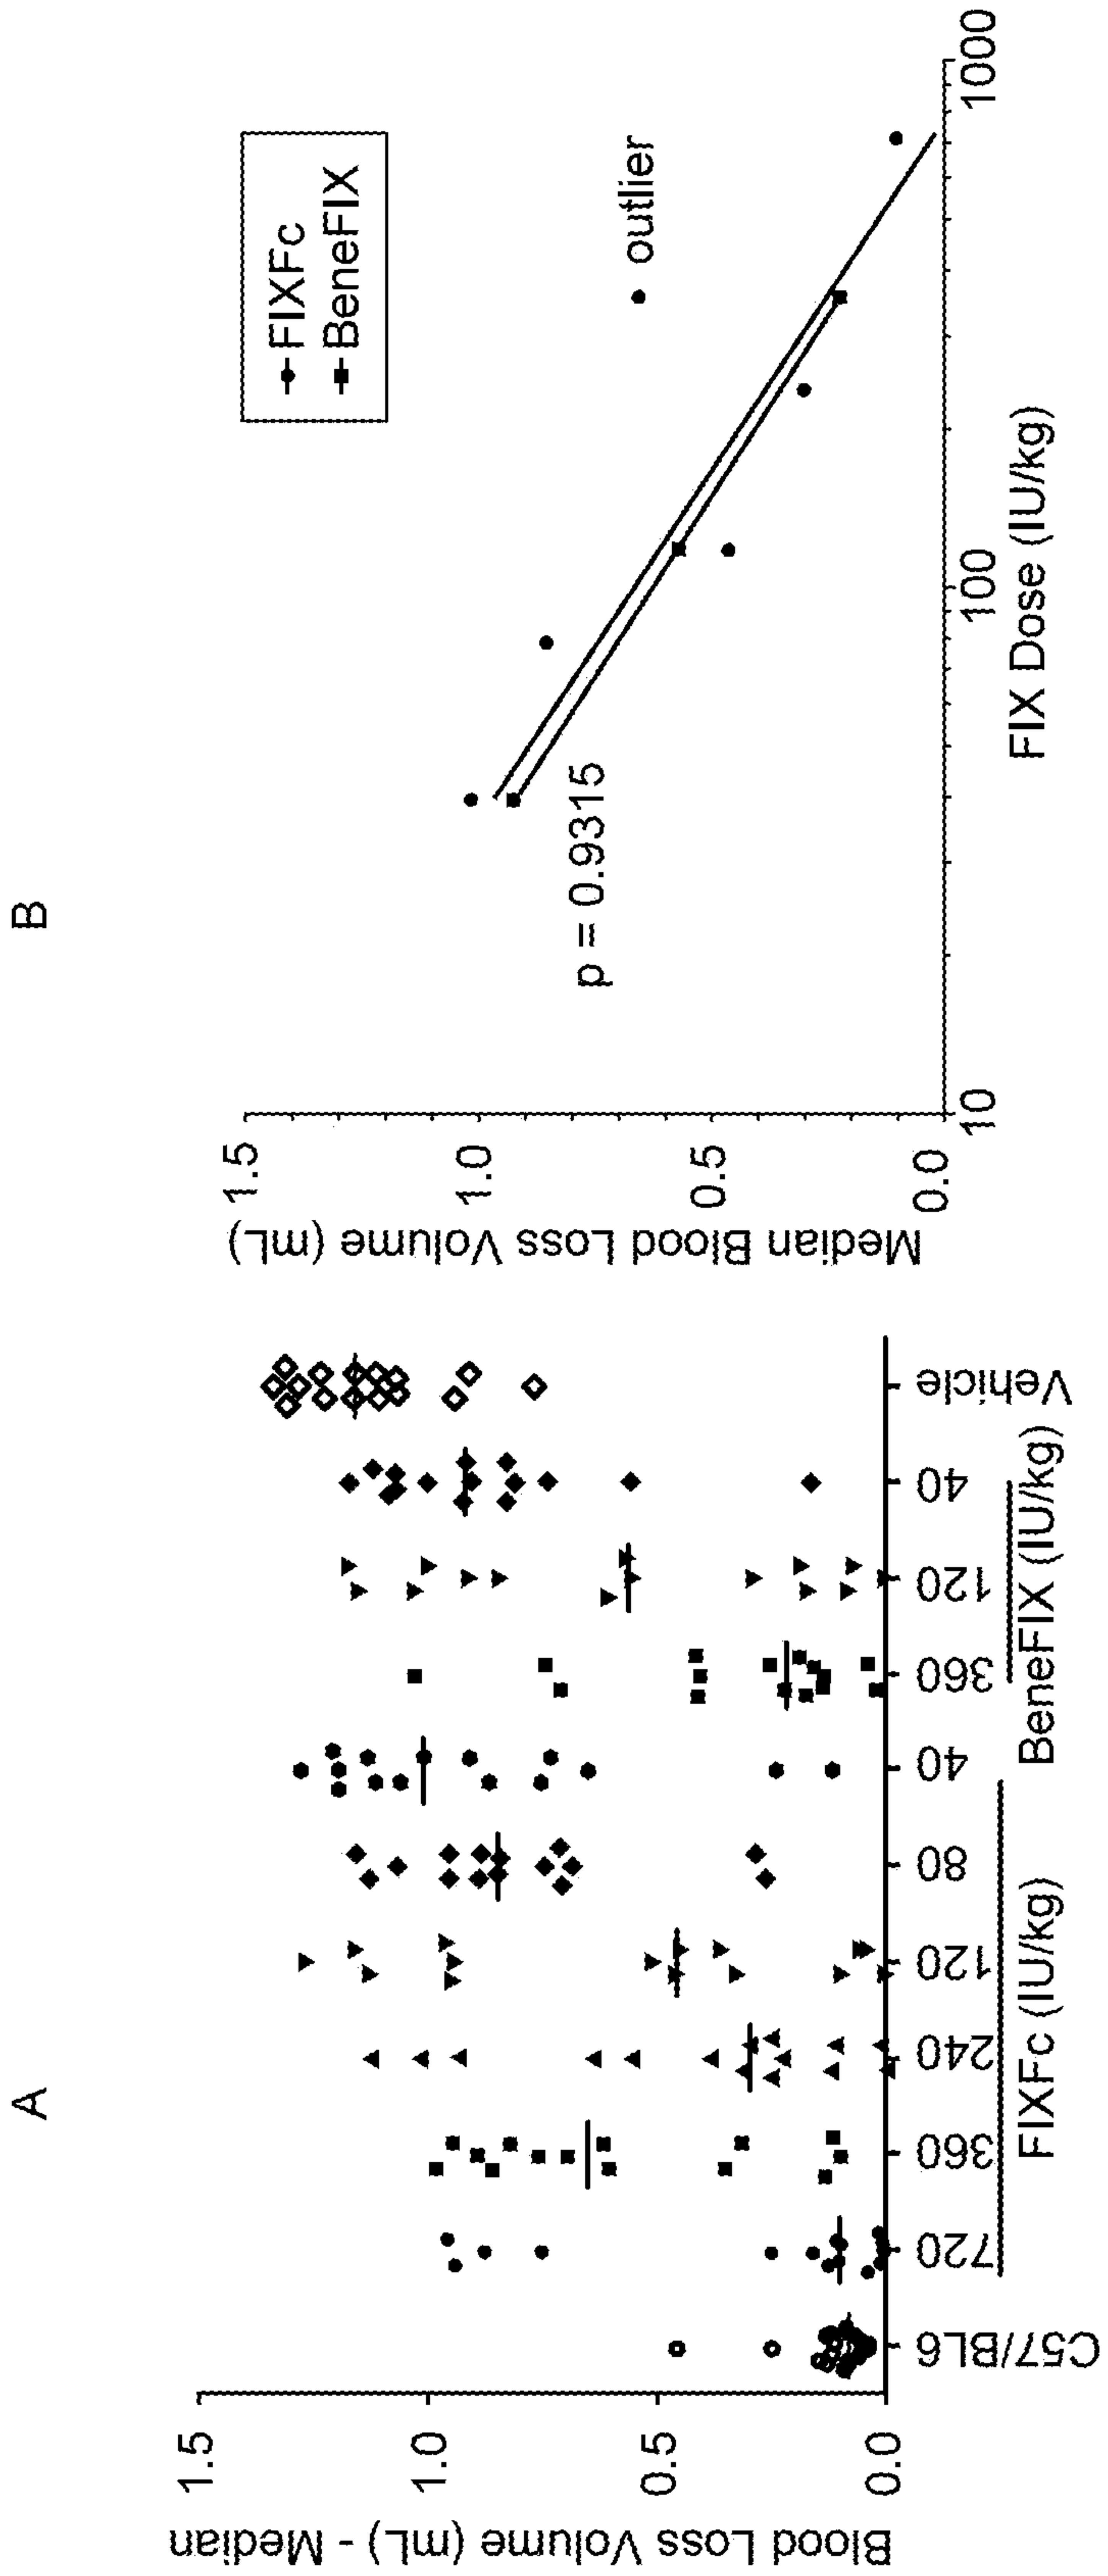 A
Blood Loss Volume (mL) - Median
1.5
1.0
0.5
0.0
C57/BL6
720
360
240
120
80
40
360
120
40
Vehicle
FIXFc (IU/kg)
BeneFIX (IU/kg)
B
Median Blood Loss Volume (mL)
1.5
1.0
0.5
0.0
FIXFc
BeneFIX
outlier
p = 0.9315
10
100
1000
FIX Dose (IU/kg)